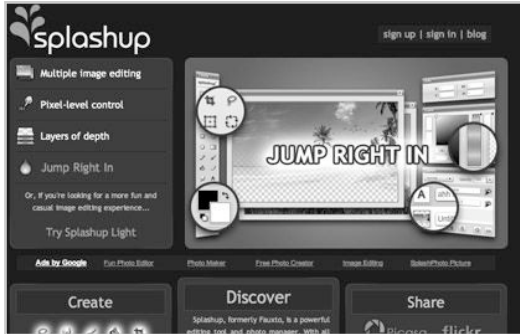 splashup
sign up | sign in | blog
Multiple image editing
Pixel-level control
Layers of depth
Jump Right In
Or, if you're looking for a more fun and
casual image editing experience...
Try Splashup Light
JUMP RIGHT IN
A
Ads by Google Fun Photo Editor Photo Maker Free Photo Creator Image Editing SplashPhoto Picture
Create
Discover
Splashup, formerly Fauxto, is a powerful
editing tool and photo manager. With all
Share
Picasa flickr